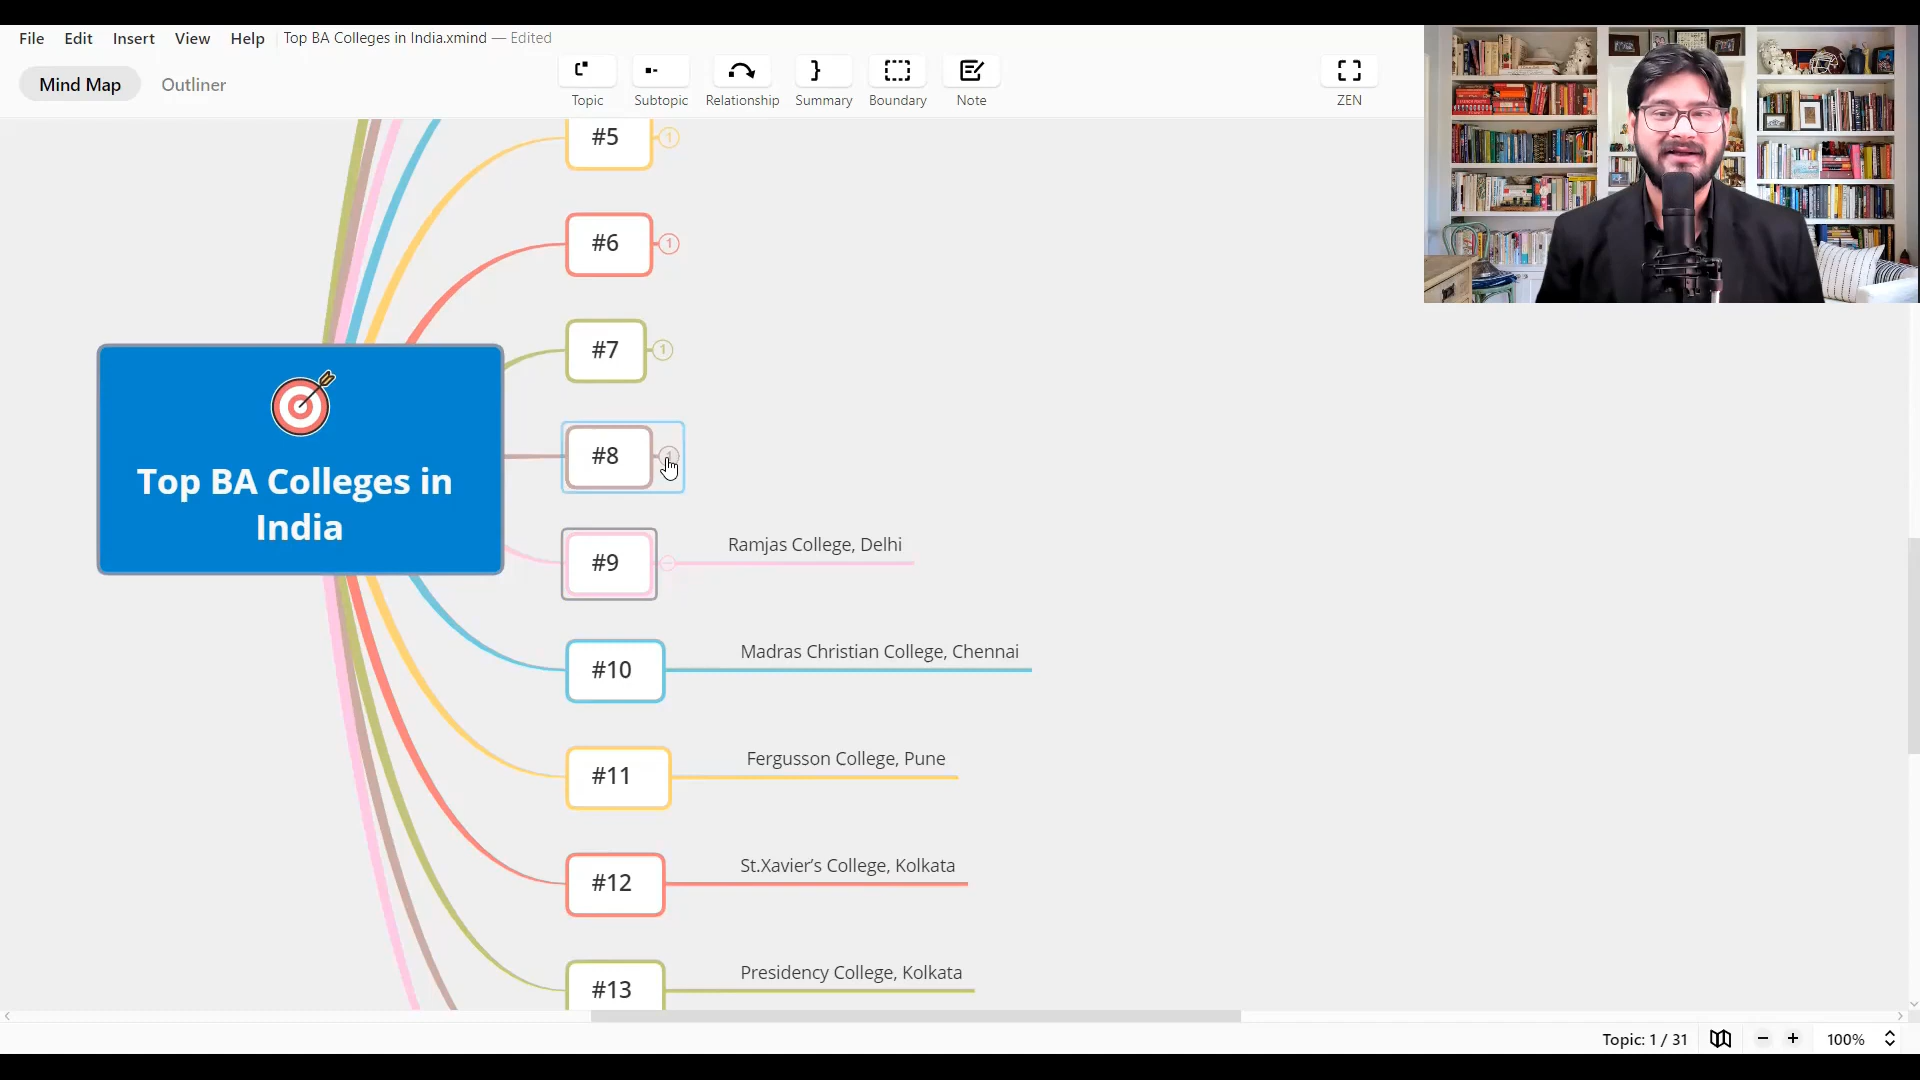 File Edit Insert View Help Top BA Colleges in India.xmind — Edited
Mind Map Outliner
Topic Subtopic Relationship Summary Boundary Note ZEN
#5 1
#6 1
#7 1
#8
#9 Ramjas College, Delhi
Top BA Colleges in
India
#10 Madras Christian College, Chennai
#11 Fergusson College, Pune
#12 St.Xavier’s College, Kolkata
#13 Presidency College, Kolkata
Topic: 1 / 31 100%